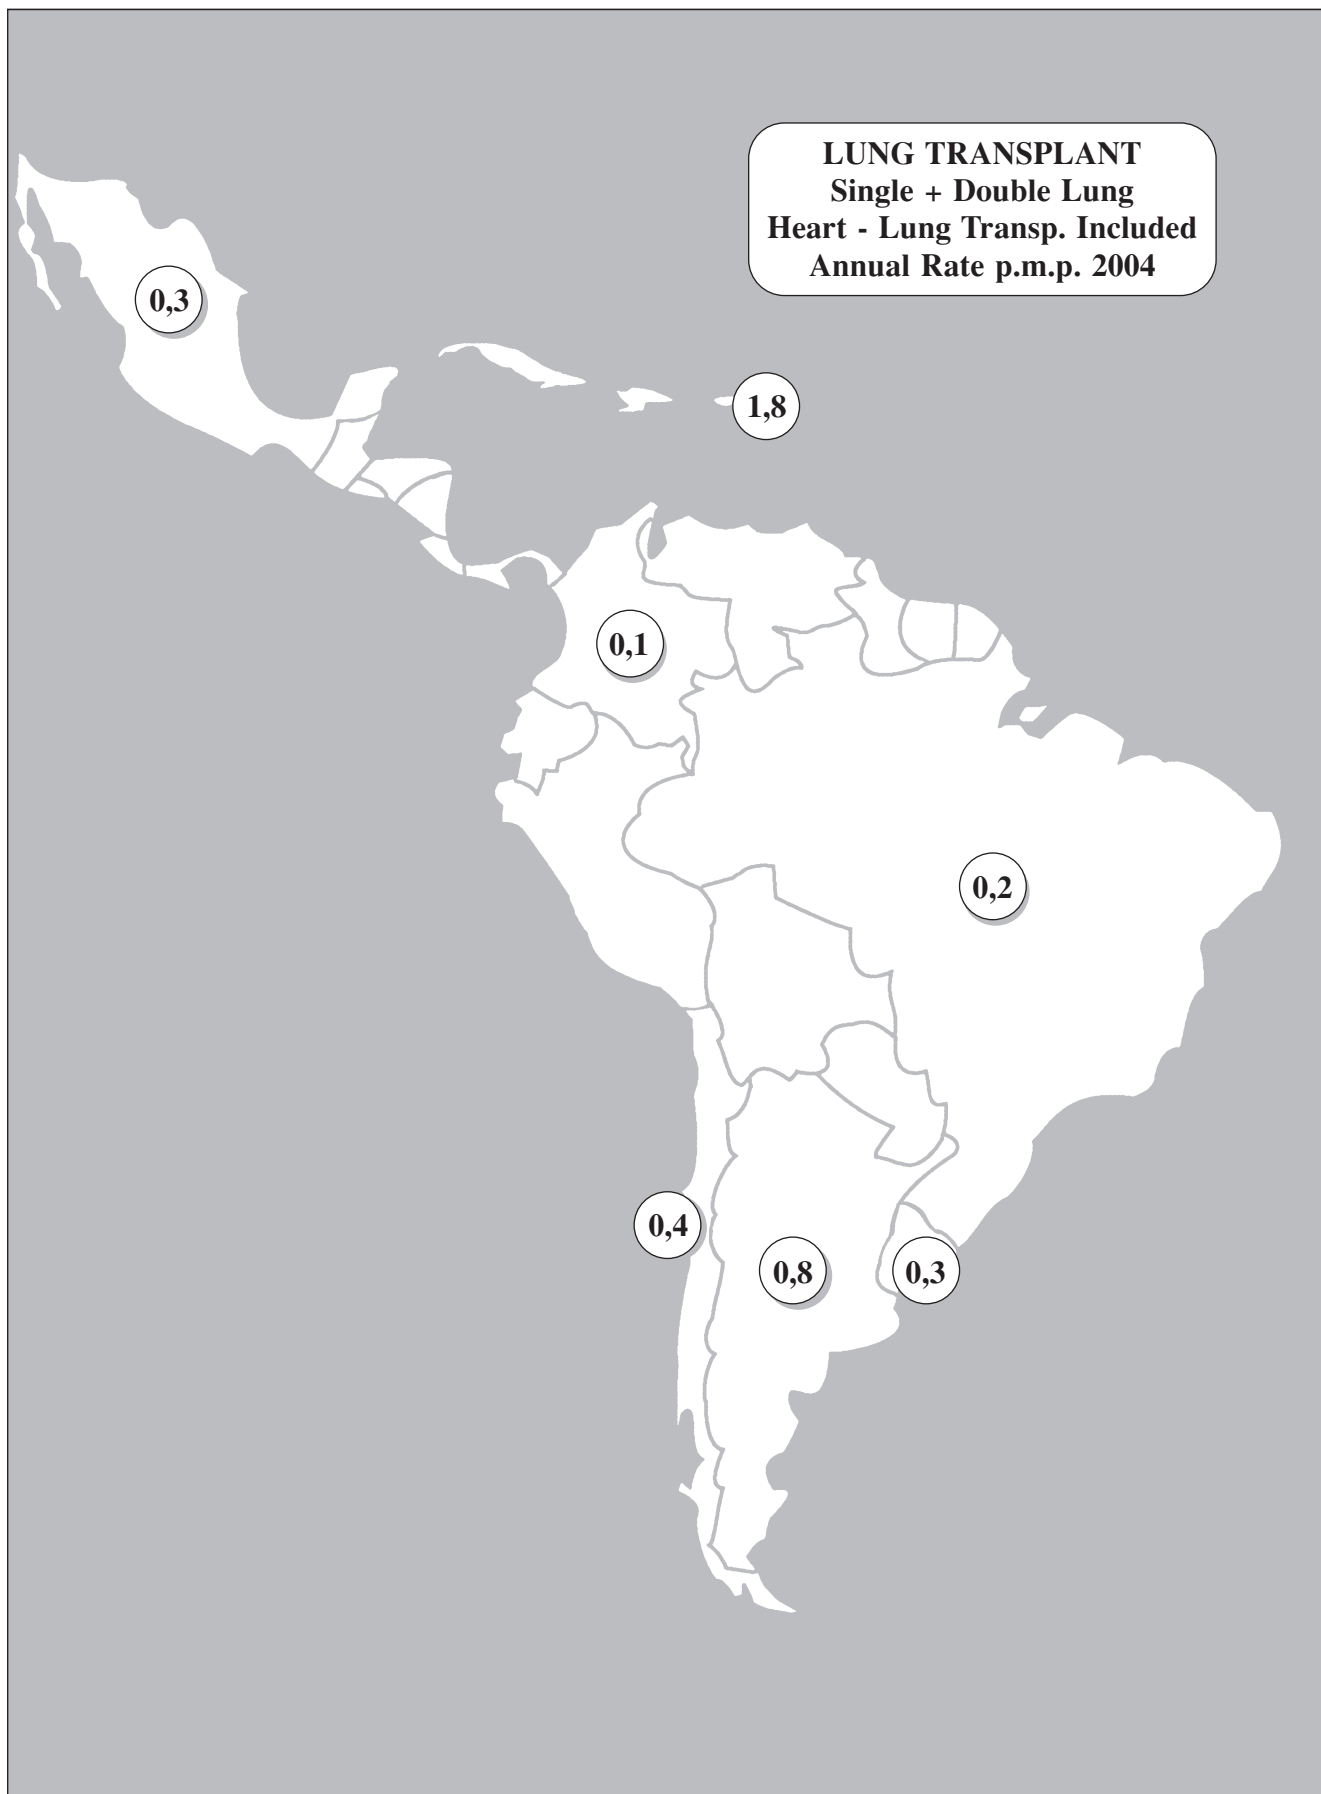 LUNG TRANSPLANT
Single + Double Lung
Heart - Lung Transp. Included
Annual Rate p.m.p. 2004
0,3
1,8
0,1
0,2
0,4
0,8
0,3